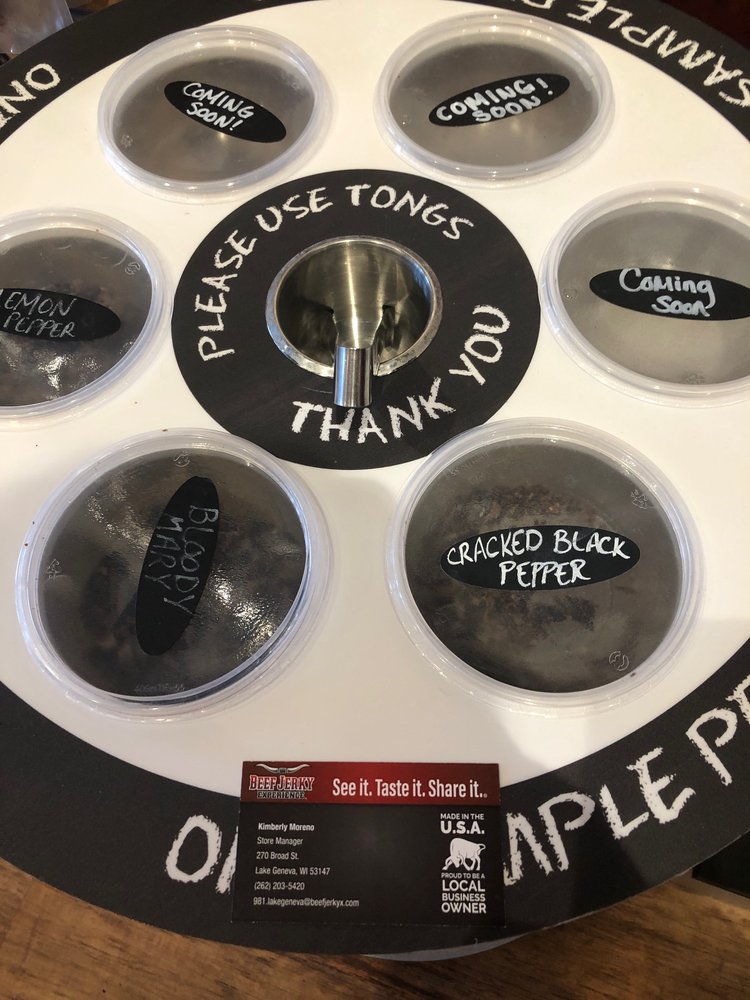 SAMPLE
COMING
SOON!
COMING!
SOON!
PLEASE USE TONGS
THANK YOU
EMON
PEPPER
Coming
Soon
BLOODY
MARY
CRACKED BLACK
PEPPER
BEEF JERKY
EXPERIENCE
See it. Taste it. Share it.
Kimberly Moreno
Store Manager
270 Broad St.
Lake Geneva, WI 53147
(262) 203-5420
981.lakegeneva@beefjerkyx.com
MADE IN THE
U.S.A.
PROUD TO BE A
LOCAL
BUSINESS
OWNER